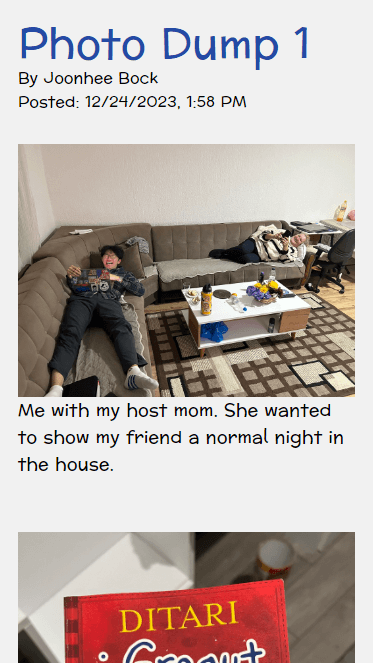 Photo Dump 1
By Joonhee Bock
Posted: 12/24/2023, 1:58 PM
Me with my host mom. She wanted
to show my friend a normal night in
the house.
DITARI
i Greput